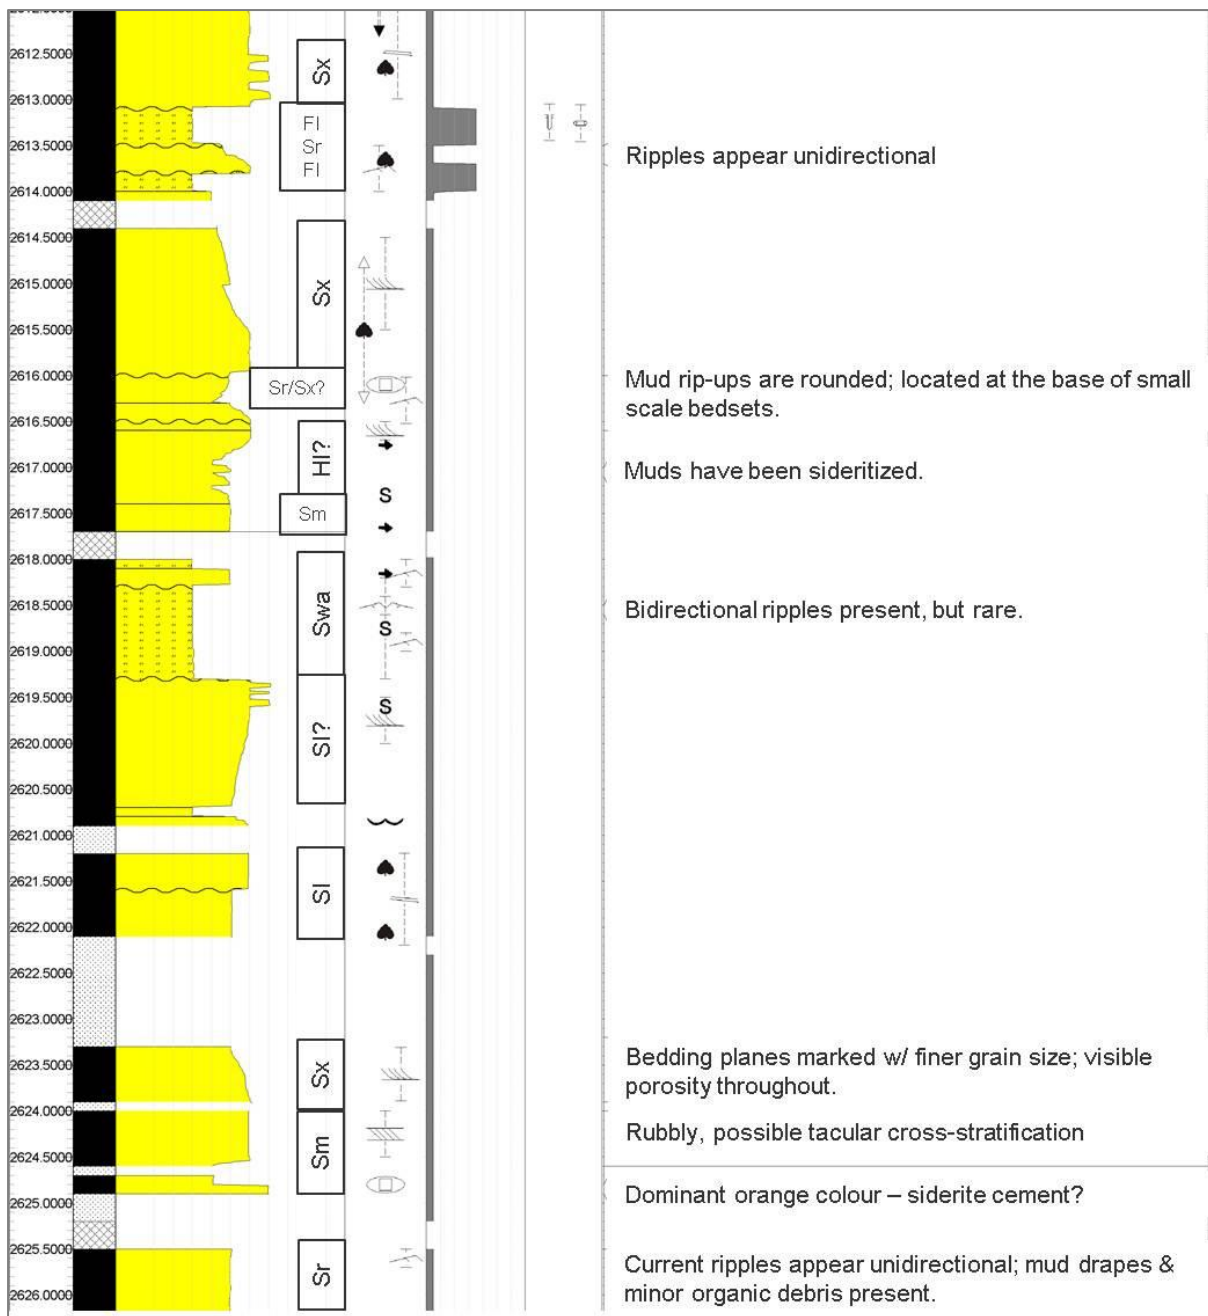 2612.5000
Sx
2613.0000
Fl
Sr
2613.5000
Ripples appear unidirectional
Fl
2614.0000
2614.5000
Sx
2615.0000
2615.5000
2616.0000
Sr/Sx?
Mud rip-ups are rounded; located at the base of small
scale bedsets.
2616.5000
HI?
2617.0000
Muds have been sideritized.
S
2617.5000
Sm
2618.0000
Swa
2618.5000
Bidirectional ripples present, but rare.
S
2619.0000
2619.5000
S
SI?
2620.0000
2620.5000
2621.0000
2621.5000
SI
2622.0000
2622.5000
2623.0000
2623.5000
Sx
Bedding planes marked w/ finer grain size; visible
porosity throughout.
2624.0000
Rubbly, possible tacular cross-stratification
Sm
2624.5000
2625.0000
Dominant orange colour – siderite cement?
2625.5000
Sr
Current ripples appear unidirectional; mud drapes &
minor organic debris present.
2626.0000